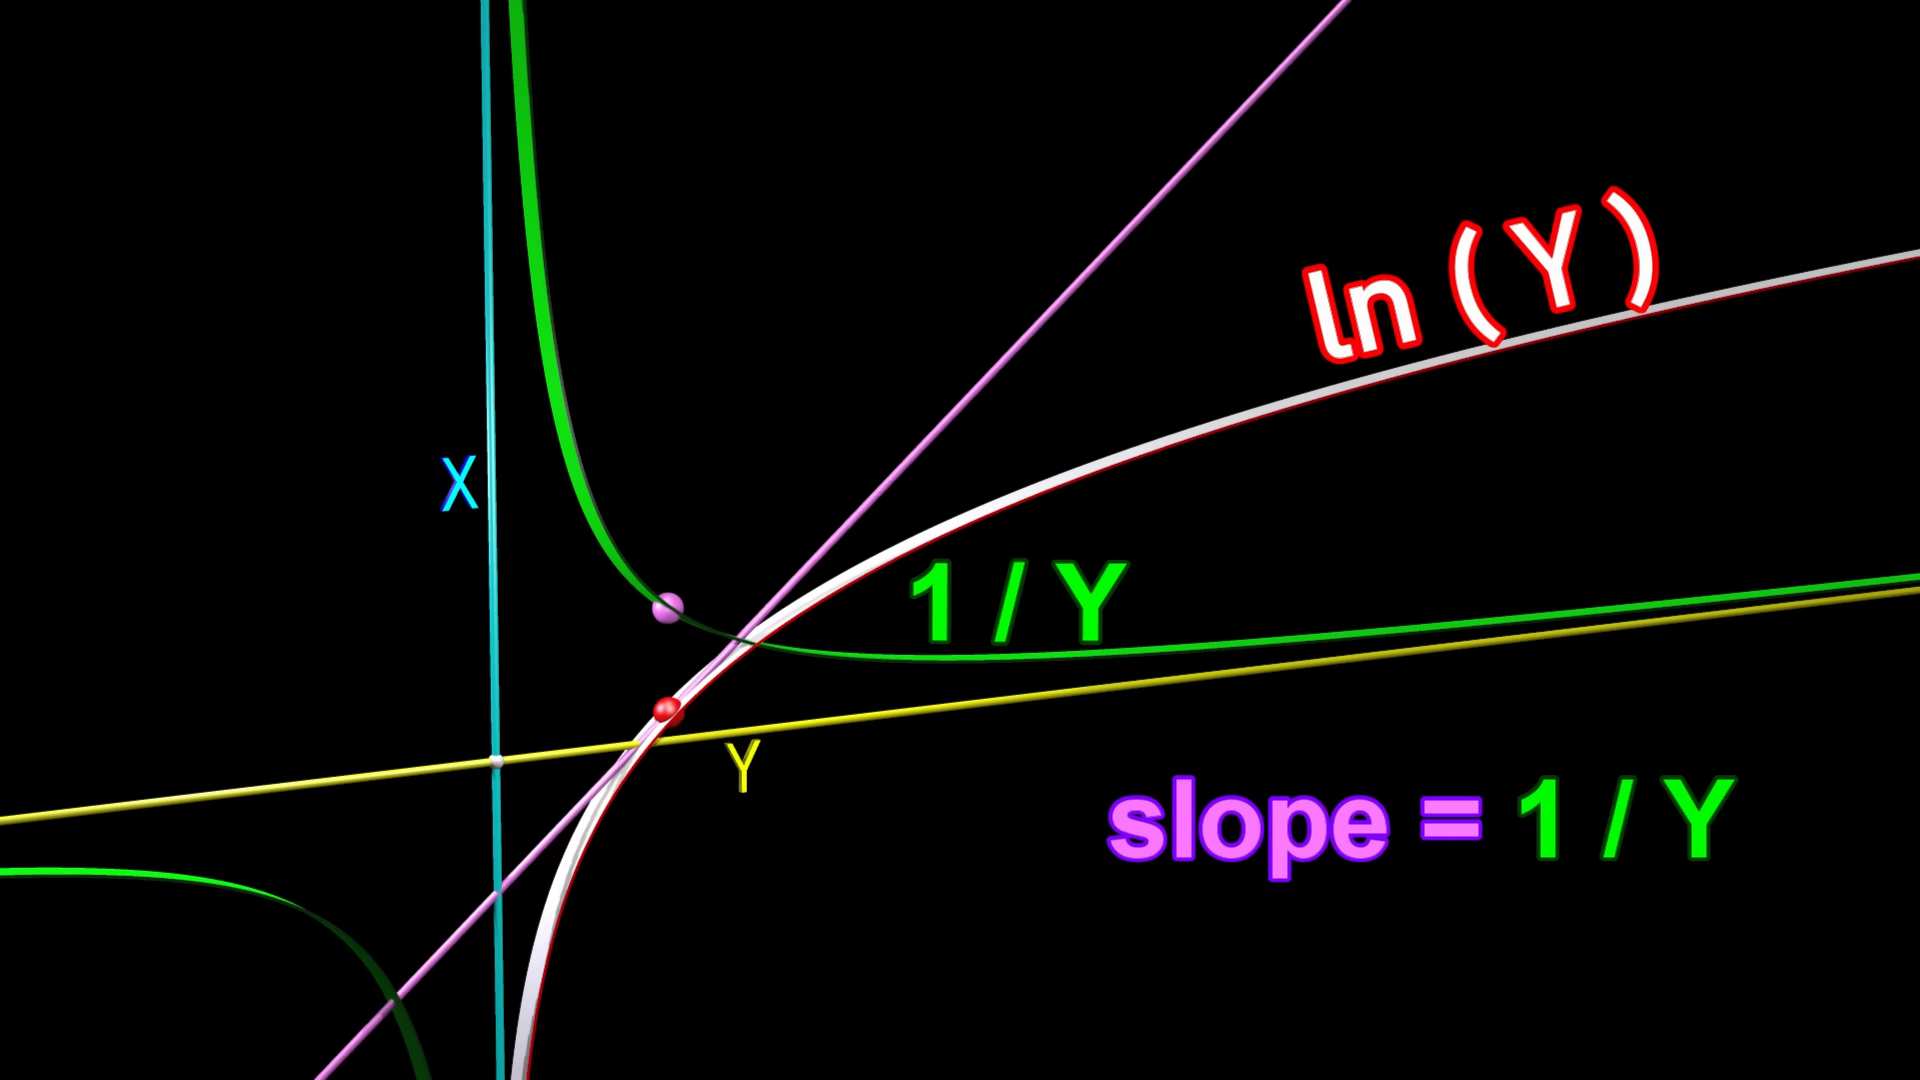 ln(Y)
X
1 / Y
Y
slope = 1 / Y